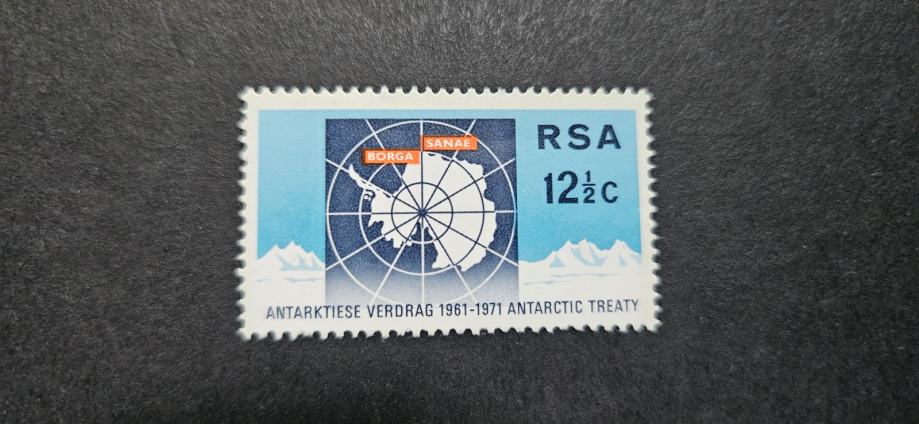 SANAE
BORGA
RSA
12½C
ANTARKTIESE VERDRAG 1961-1971 ANTARCTIC TREATY